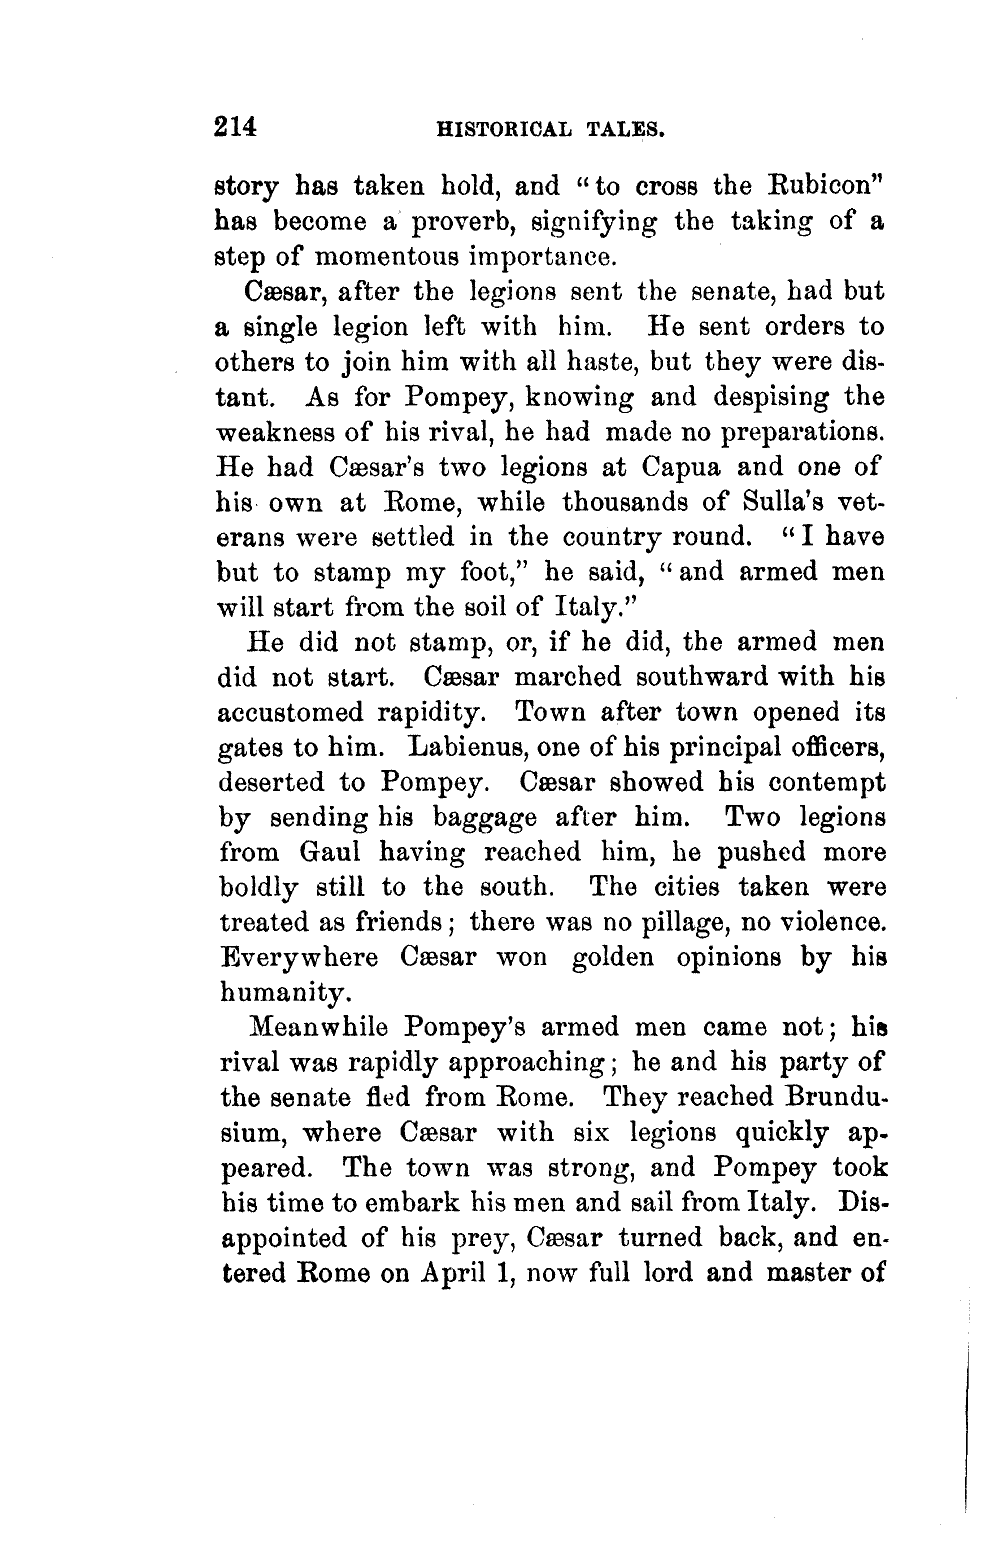 214 HISTORICAL TALES.
story has taken hold, and “to cross the Rubicon”
has become a proverb, signifying the taking of a
step of momentous importance.
Cæsar, after the legions sent the senate, had but
a single legion left with him. He sent orders to
others to join him with all haste, but they were dis-
tant. As for Pompey, knowing and despising the
weakness of his rival, he had made no preparations.
He had Cæsar’s two legions at Capua and one of
his own at Rome, while thousands of Sulla’s vet-
erans were settled in the country round. “I have
but to stamp my foot,” he said, “and armed men
will start from the soil of Italy.”
He did not stamp, or, if he did, the armed men
did not start. Cæsar marched southward with his
accustomed rapidity. Town after town opened its
gates to him. Labienus, one of his principal officers,
deserted to Pompey. Cæsar showed his contempt
by sending his baggage after him. Two legions
from Gaul having reached him, he pushed more
boldly still to the south. The cities taken were
treated as friends; there was no pillage, no violence.
Everywhere Cæsar won golden opinions by his
humanity.
Meanwhile Pompey’s armed men came not; his
rival was rapidly approaching; he and his party of
the senate fled from Rome. They reached Brundu-
sium, where Cæsar with six legions quickly ap-
peared. The town was strong, and Pompey took
his time to embark his men and sail from Italy. Dis-
appointed of his prey, Cæsar turned back, and en-
tered Rome on April 1, now full lord and master of